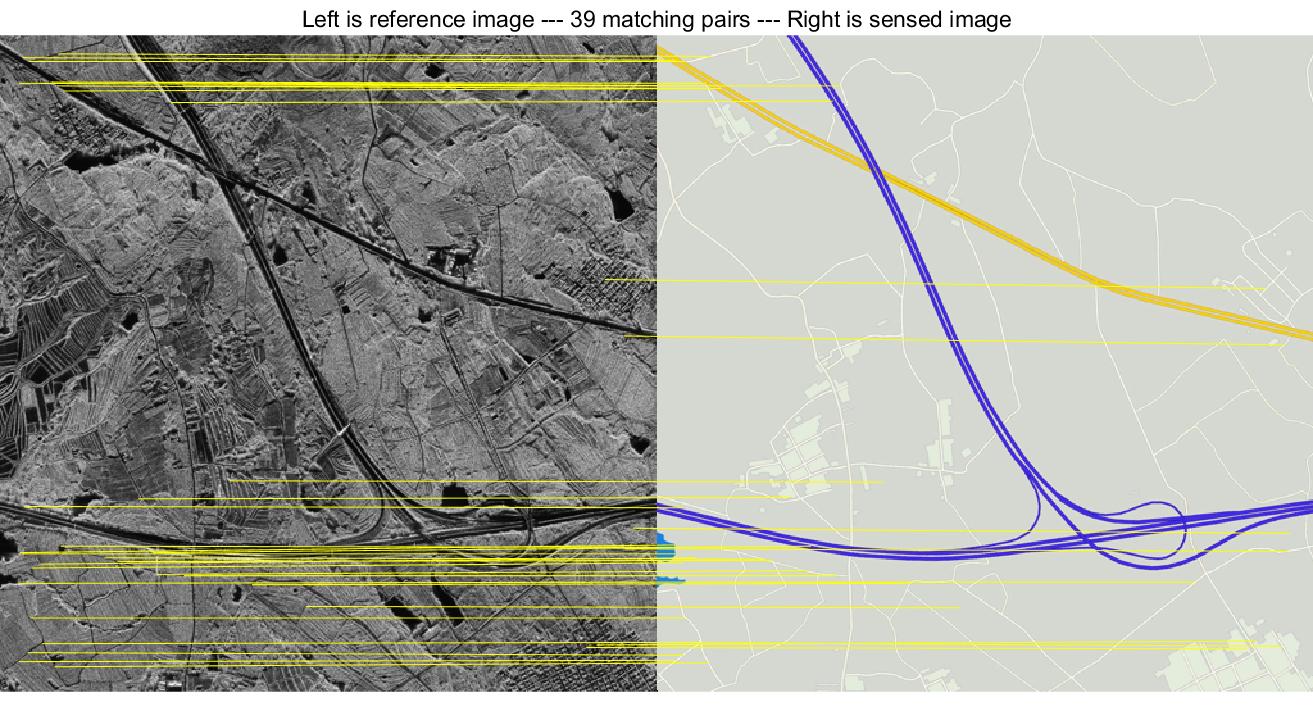 Left is reference image --- 39 matching pairs --- Right is sensed image